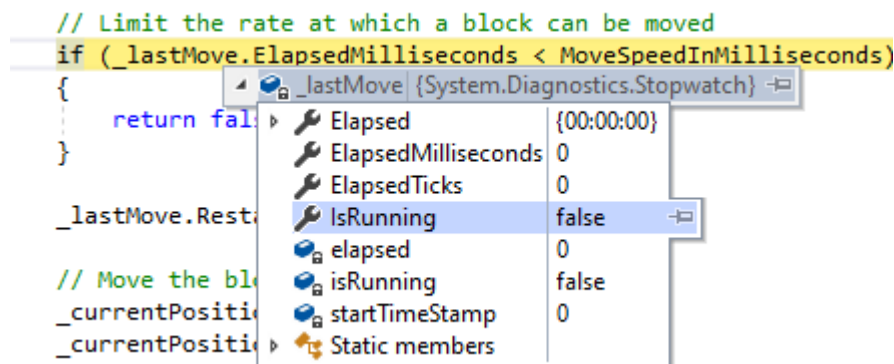 // Limit the rate at which a block can be moved
if (_lastMove.ElapsedMilliseconds < MoveSpeedInMilliseconds)
{
_lastMove {System.Diagnostics.Stopwatch}
return fal
Elapsed {00:00:00}
}
ElapsedMilliseconds 0
ElapsedTicks 0
_lastMove.Resta
IsRunning false
elapsed 0
// Move the blo
isRunning false
_currentPositi
startTimeStamp 0
_currentPositi
Static members